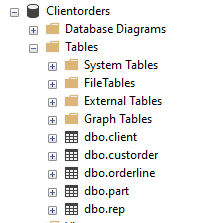 Clientorders
Database Diagrams
Tables
System Tables
FileTables
External Tables
Graph Tables
dbo.client
dbo.custorder
dbo.orderline
dbo.part
dbo.rep